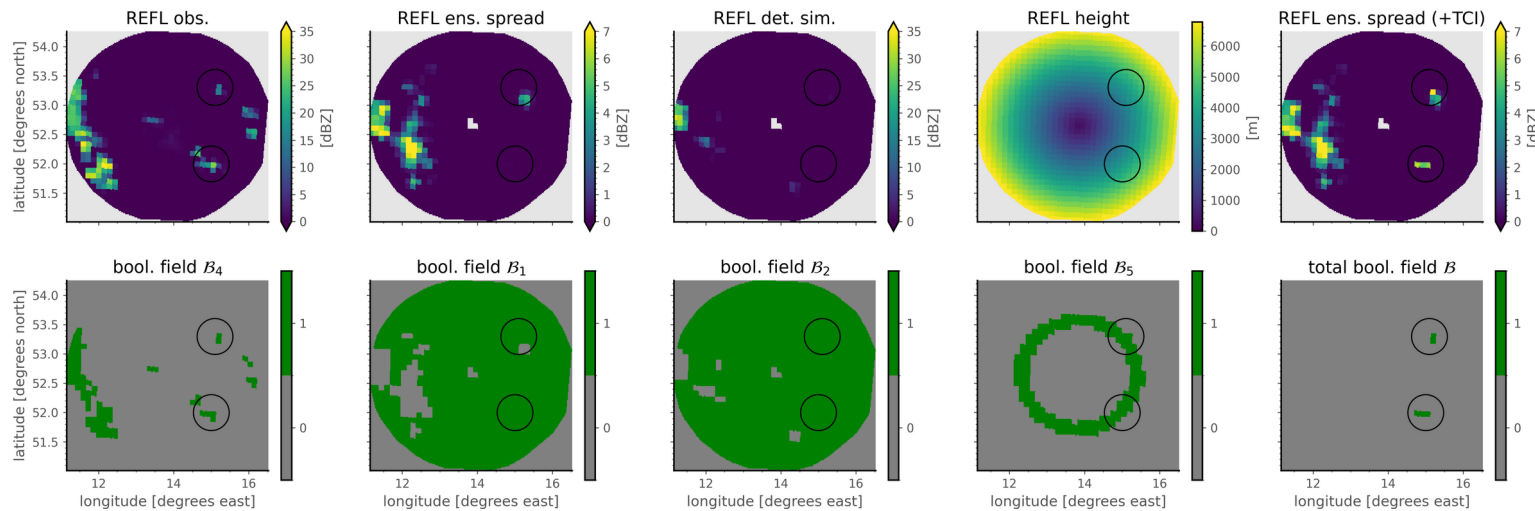 REFL obs.
REFL ens. spread
REFL det. sim.
REFL height
REFL ens. spread (+TCI)
latitude [degrees north]
54.0
53.5
53.0
52.5
52.0
51.5
35
30
25
20
15
10
5
0
[dBZ]
7
6
5
4
3
2
1
0
[dBZ]
35
30
25
20
15
10
5
0
[dBZ]
6000
5000
4000
3000
2000
1000
0
[m]
7
6
5
4
3
2
1
0
[dBZ]
bool. field 𝓑₄
bool. field 𝓑₁
bool. field 𝓑₂
bool. field 𝓑₅
total bool. field 𝓑
latitude [degrees north]
54.0
53.5
53.0
52.5
52.0
51.5
1
0
1
0
1
0
1
0
1
0
12 14 16
12 14 16
12 14 16
12 14 16
12 14 16
longitude [degrees east]
longitude [degrees east]
longitude [degrees east]
longitude [degrees east]
longitude [degrees east]